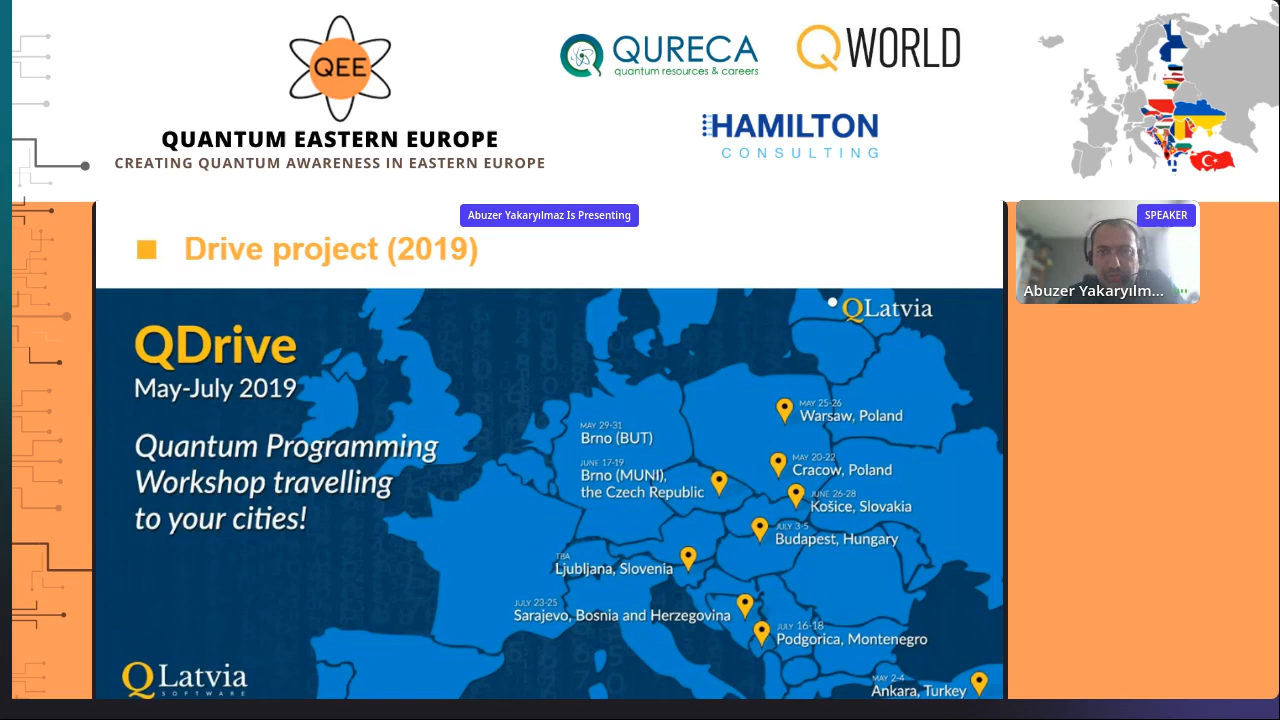 QEE
QUANTUM EASTERN EUROPE
CREATING QUANTUM AWARENESS IN EASTERN EUROPE
QURECA
quantum resources & careers
QWORLD
HAMILTON
CONSULTING
Abuzer Yakaryılmaz Is Presenting
SPEAKER
Abuzer Yakaryılm...
Drive project (2019)
QLatvia
QDrive
May-July 2019
Quantum Programming
Workshop travelling
to your cities!
MAY 25-26
Warsaw, Poland
MAY 29-31
Brno (BUT)
MAY 20-22
Cracow, Poland
JUNE 17-19
Brno (MUNI),
the Czech Republic
JUNE 26-28
Košice, Slovakia
JULY 3-5
Budapest, Hungary
TBA
Ljubljana, Slovenia
JULY 23-25
Sarajevo, Bosnia and Herzegovina
JULY 16-18
Podgorica, Montenegro
MAY 2-4
Ankara, Turkey
QLatvia
SOFTWARE